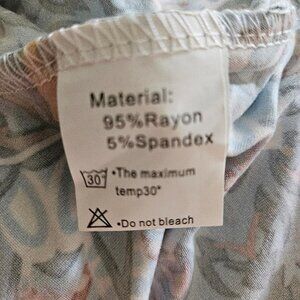 Material:
95%Rayon
5%Spandex
30°
•The maximum
temp30°
•Do not bleach